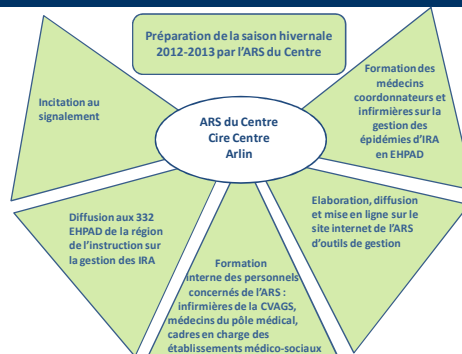 Préparation de la saison hivernale
2012-2013 par l'ARS du Centre
Incitation au
signalement
ARS du Centre
Cire Centre
Arlin
Formation des
médecins
coordonnateurs et
infirmières sur la
gestion des
épidémies d'IRA
en EHPAD
Diffusion aux 332
EHPAD de la région
de l'instruction sur
la gestion des IRA
Formation
interne des personnels
concernés de l'ARS :
infirmières de la CVAGS,
médecins du pôle médical,
cadres en charge des
établissements médico-sociaux
Elaboration, diffusion
et mise en ligne sur le
site internet de l'ARS
d'outils de gestion